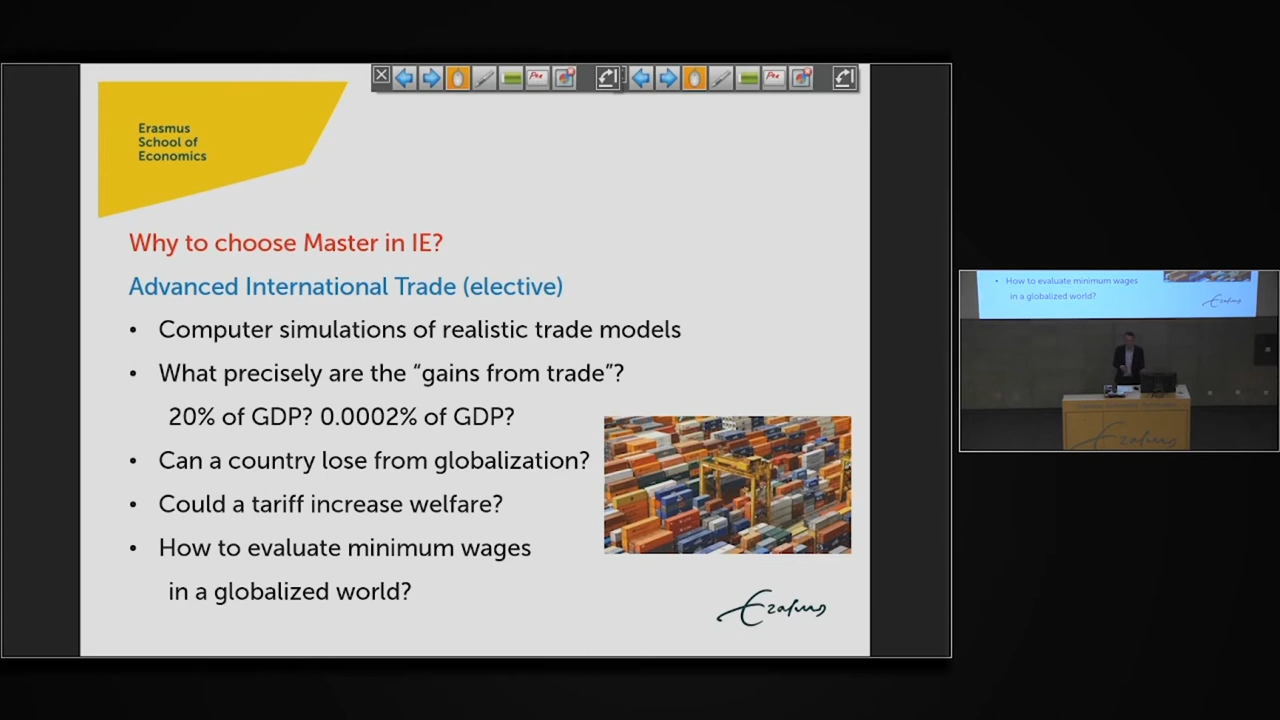 Erasmus
School of
Economics
Why to choose Master in IE?
Advanced International Trade (elective)
• Computer simulations of realistic trade models
• What precisely are the “gains from trade”?
20% of GDP? 0.0002% of GDP?
• Can a country lose from globalization?
• Could a tariff increase welfare?
• How to evaluate minimum wages
in a globalized world?
Erasmus
• How to evaluate minimum wages
in a globalized world?
Erasmus
Erasmus